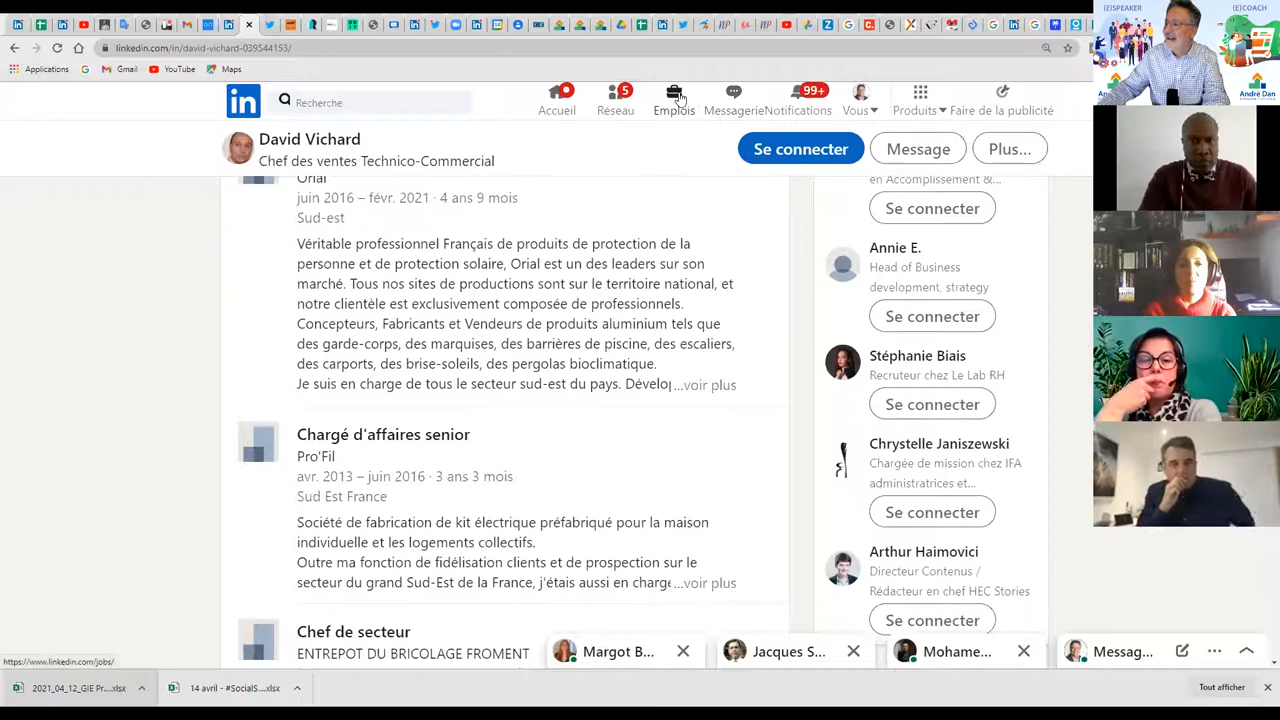 linkedin.com/in/david-vichard-039544153/
Applications
Gmail
YouTube
Maps
in
Recherche
Accueil
5
Réseau
Emplois
Messagerie
99+
Notifications
Vous
Produits
Faire de la publicité
David Vichard
Chef des ventes Technico-Commercial
Se connecter
Message
Plus...
Orial
juin 2016 – févr. 2021 · 4 ans 9 mois
Sud-est
Véritable professionnel Français de produits de protection de la
personne et de protection solaire, Orial est un des leaders sur son
marché. Tous nos sites de productions sont sur le territoire national, et
notre clientèle est exclusivement composée de professionnels.
Concepteurs, Fabricants et Vendeurs de produits aluminium tels que
des garde-corps, des marquises, des barrières de piscine, des escaliers,
des carports, des brise-soleils, des pergolas bioclimatique.
Je suis en charge de tous le secteur sud-est du pays. Dévelo ...voir plus
Chargé d'affaires senior
Pro'Fil
avr. 2013 – juin 2016 · 3 ans 3 mois
Sud Est France
Société de fabrication de kit électrique préfabriqué pour la maison
individuelle et les logements collectifs.
Outre ma fonction de fidélisation clients et de prospection sur le
secteur du grand Sud-Est de la France, j'étais aussi en charge ...voir plus
Chef de secteur
ENTREPOT DU BRICOLAGE FROMENT
en Accomplissement &...
Se connecter
Annie E.
Head of Business
development, strategy
Se connecter
Stéphanie Biais
Recruteur chez Le Lab RH
Se connecter
Chrystelle Janiszewski
Chargée de mission chez IFA
administratrices et...
Se connecter
Arthur Haimovici
Directeur Contenus /
Rédacteur en chef HEC Stories
Se connecter
Margot B...
Jacques S...
Mohame...
Messag...
https://www.linkedin.com/jobs/
2021_04_12_GIE Pr....xlsx
14 avril - #SocialS....xlsx
Tout afficher
(E)SPEAKER
(E)COACH
André Dan